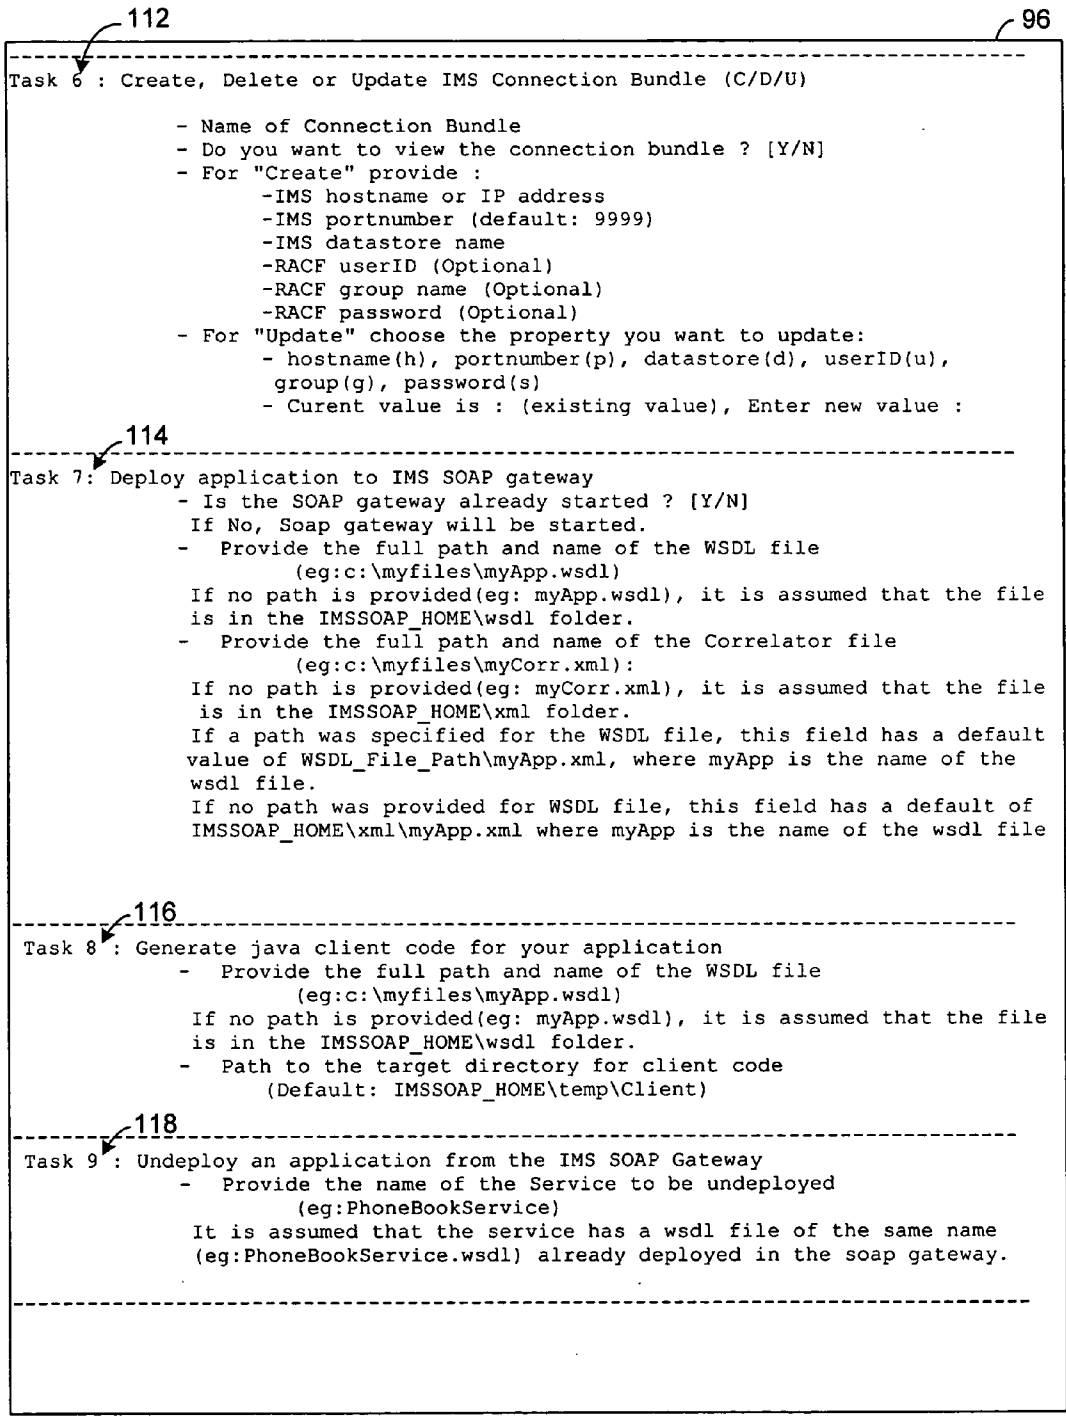 112
96
Task 6 : Create, Delete or Update IMS Connection Bundle (C/D/U)
- Name of Connection Bundle
- Do you want to view the connection bundle ? [Y/N]
- For "Create" provide :
-IMS hostname or IP address
-IMS portnumber (default: 9999)
-IMS datastore name
-RACF userID (Optional)
-RACF group name (Optional)
-RACF password (Optional)
- For "Update" choose the property you want to update:
- hostname(h), portnumber(p), datastore(d), userID(u),
group(g), password(s)
- Curent value is : (existing value), Enter new value :
114
Task 7: Deploy application to IMS SOAP gateway
- Is the SOAP gateway already started ? [Y/N]
If No, Soap gateway will be started.
- Provide the full path and name of the WSDL file
(eg:c:\myfiles\myApp.wsdl)
If no path is provided(eg: myApp.wsdl), it is assumed that the file
is in the IMSSOAP_HOME\wsdl folder.
- Provide the full path and name of the Correlator file
(eg:c:\myfiles\myCorr.xml):
If no path is provided(eg: myCorr.xml), it is assumed that the file
is in the IMSSOAP_HOME\xml folder.
If a path was specified for the WSDL file, this field has a default
value of WSDL_File_Path\myApp.xml, where myApp is the name of the
wsdl file.
If no path was provided for WSDL file, this field has a default of
IMSSOAP_HOME\xml\myApp.xml where myApp is the name of the wsdl file
116
Task 8 : Generate java client code for your application
- Provide the full path and name of the WSDL file
(eg:c:\myfiles\myApp.wsdl)
If no path is provided(eg: myApp.wsdl), it is assumed that the file
is in the IMSSOAP_HOME\wsdl folder.
- Path to the target directory for client code
(Default: IMSSOAP_HOME\temp\Client)
118
Task 9 : Undeploy an application from the IMS SOAP Gateway
- Provide the name of the Service to be undeployed
(eg:PhoneBookService)
It is assumed that the service has a wsdl file of the same name
(eg:PhoneBookService.wsdl) already deployed in the soap gateway.